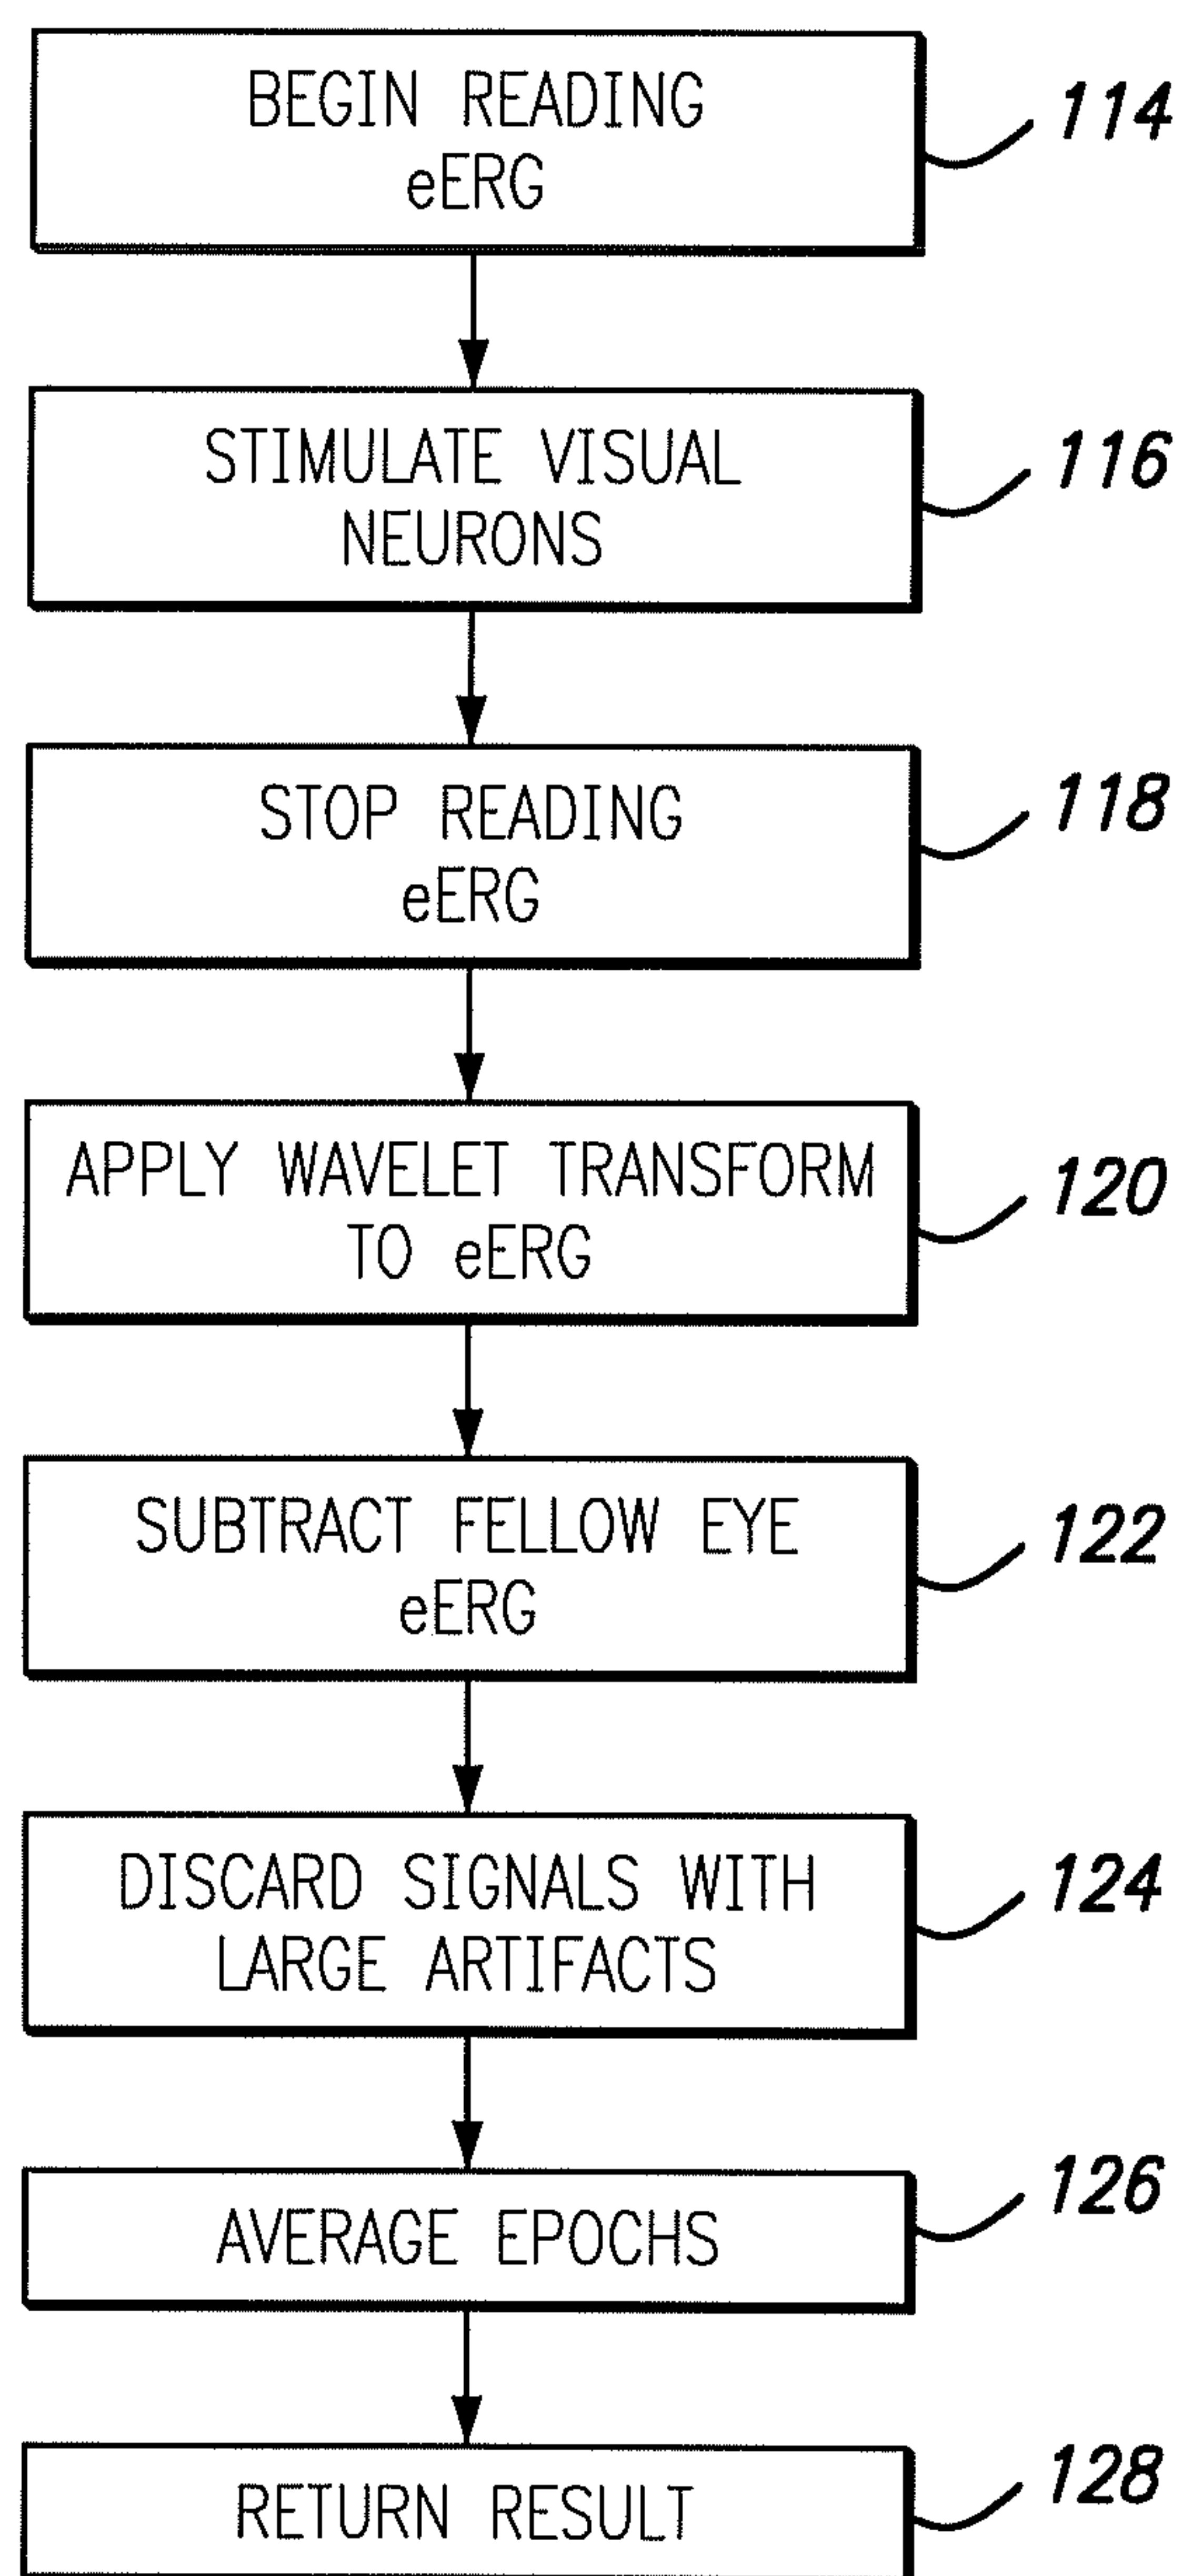 BEGIN READING
eERG
114
STIMULATE VISUAL
NEURONS
116
STOP READING
eERG
118
APPLY WAVELET TRANSFORM
TO eERG
120
SUBTRACT FELLOW EYE
eERG
122
DISCARD SIGNALS WITH
LARGE ARTIFACTS
124
AVERAGE EPOCHS
126
RETURN RESULT
128